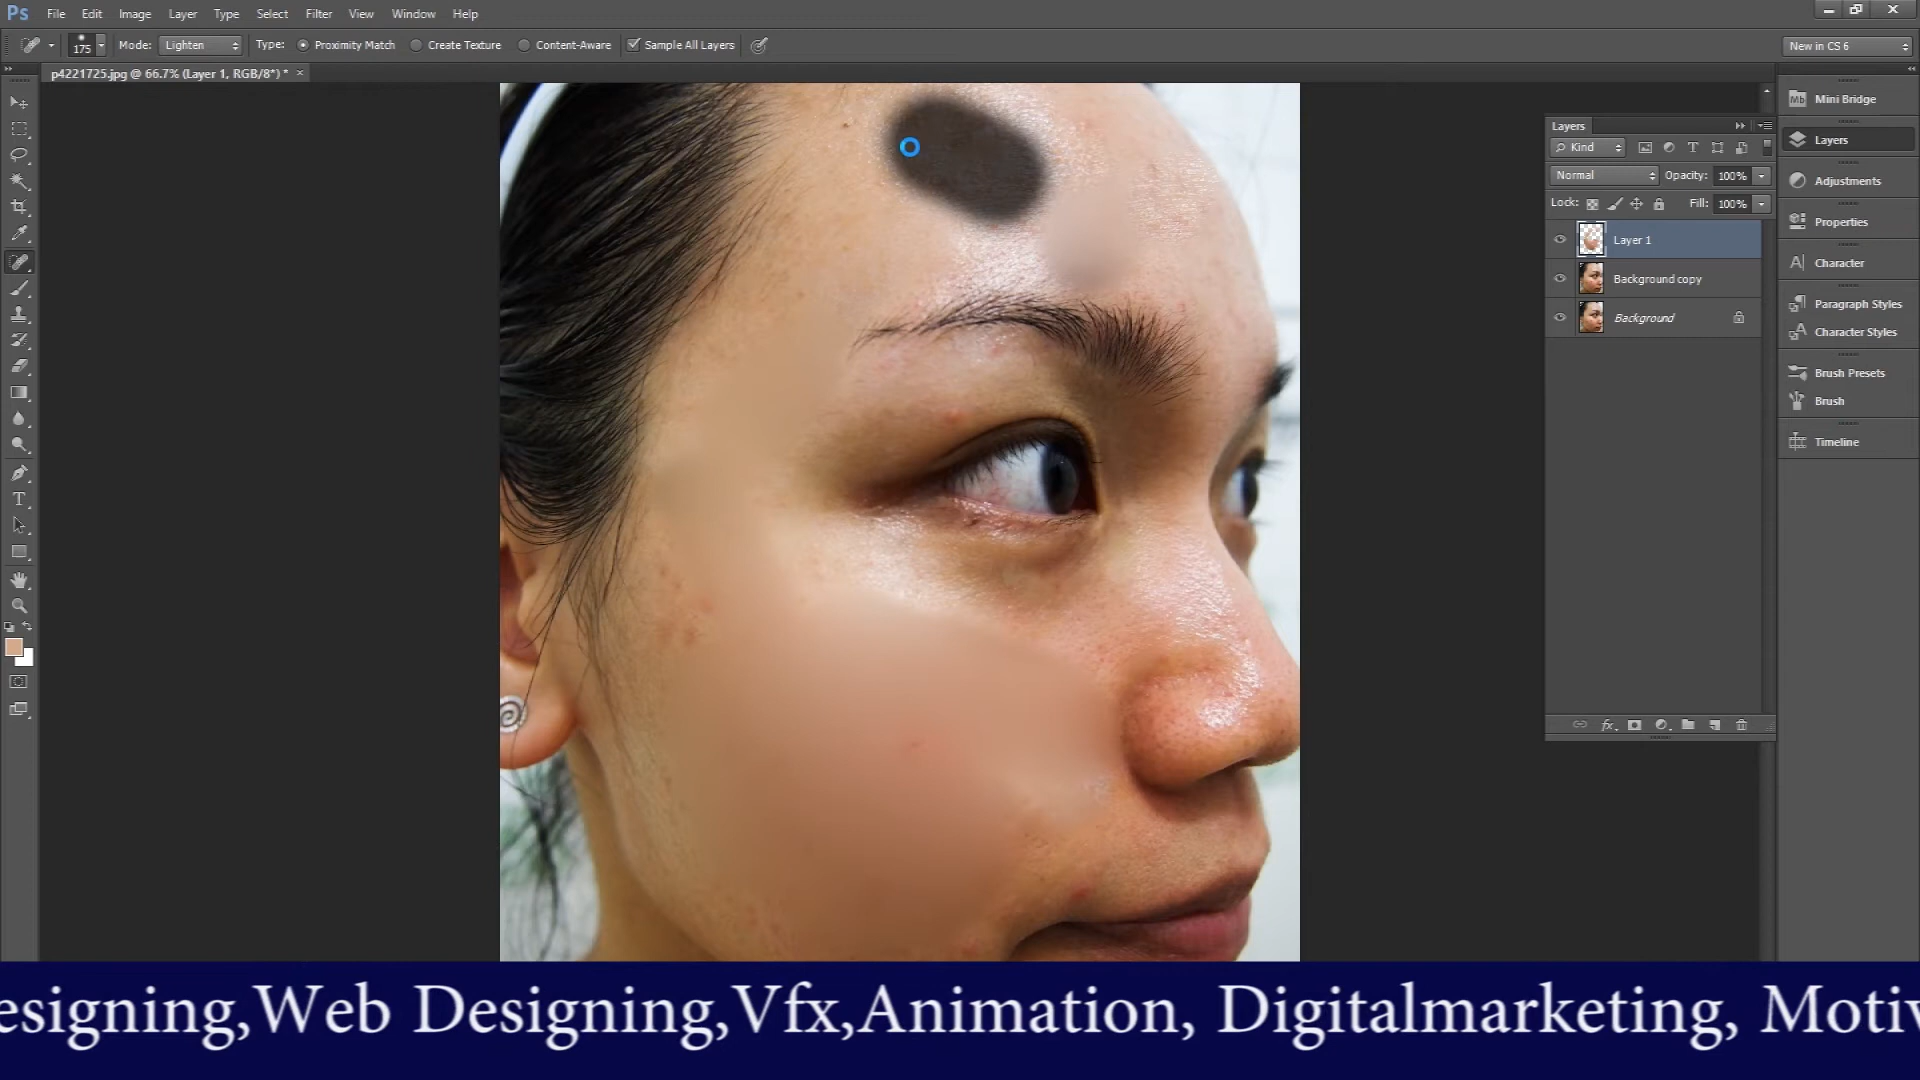 Ps File Edit Image Layer Type Select Filter View Window Help
175 Mode: Lighten Type: Proximity Match Create Texture Content-Aware Sample All Layers New in CS6
p4221725.jpg @ 66.7% (Layer 1, RGB/8*) * ×
Mb Mini Bridge
Layers
Layers
Kind
Adjustments
Normal Opacity: 100%
Lock: Fill: 100%
Properties
Layer 1
Character
Background copy
Paragraph Styles
Background
Character Styles
Brush Presets
Brush
Timeline
fx
esigning,Web Designing,Vfx,Animation, Digitalmarketing, Motiv